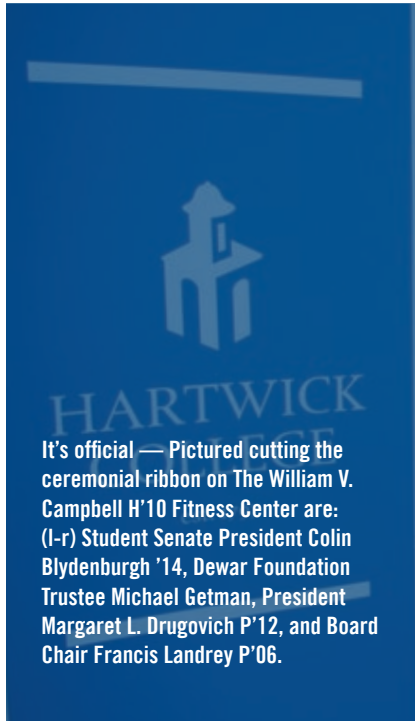 HARTWICK
COLLEGE
It's official — Pictured cutting the
ceremonial ribbon on The William V.
Campbell H'10 Fitness Center are:
(l-r) Student Senate President Colin
Blydenburgh '14, Dewar Foundation
Trustee Michael Getman, President
Margaret L. Drugovich P'12, and Board
Chair Francis Landrey P'06.